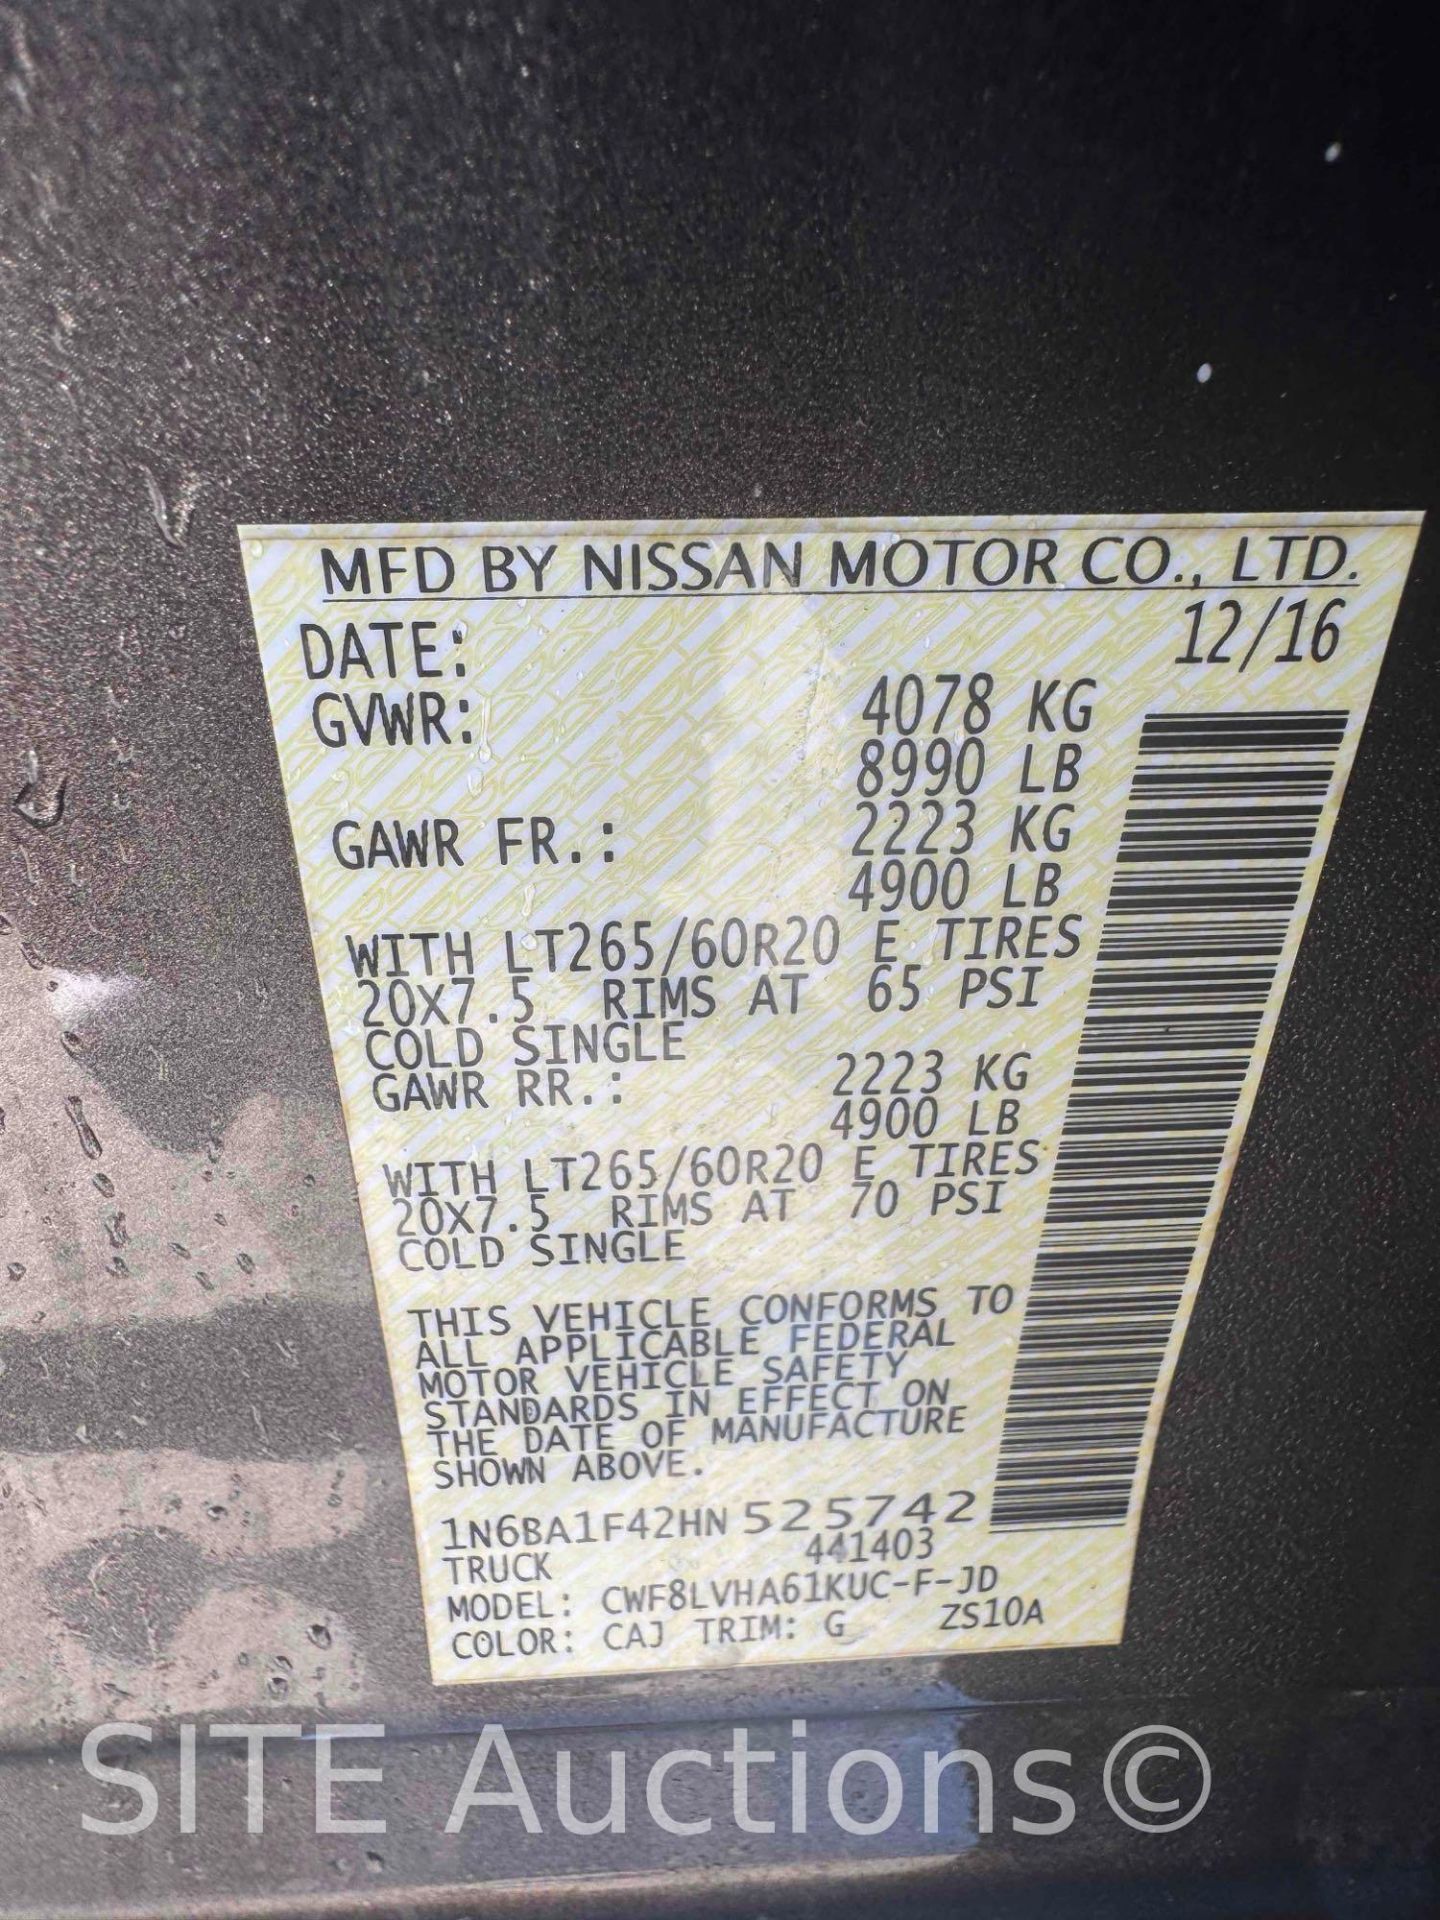 MFD BY NISSAN MOTOR CO., LTD.
DATE: 12/16
GVWR: 4078 KG
8990 LB
GAWR FR.: 2223 KG
4900 LB
WITH LT265/60R20 E TIRES
20X7.5 RIMS AT 65 PSI
COLD SINGLE
GAWR RR.: 2223 KG
4900 LB
WITH LT265/60R20 E TIRES
20X7.5 RIMS AT 70 PSI
COLD SINGLE
THIS VEHICLE CONFORMS TO
ALL APPLICABLE FEDERAL
MOTOR VEHICLE SAFETY
STANDARDS IN EFFECT ON
THE DATE OF MANUFACTURE
SHOWN ABOVE.
1N6BA1F42HN525742
TRUCK 441403
MODEL: CWF8LVHA61KUC-F-JD
COLOR: CAJ TRIM: G ZS10A
SITE Auctions©